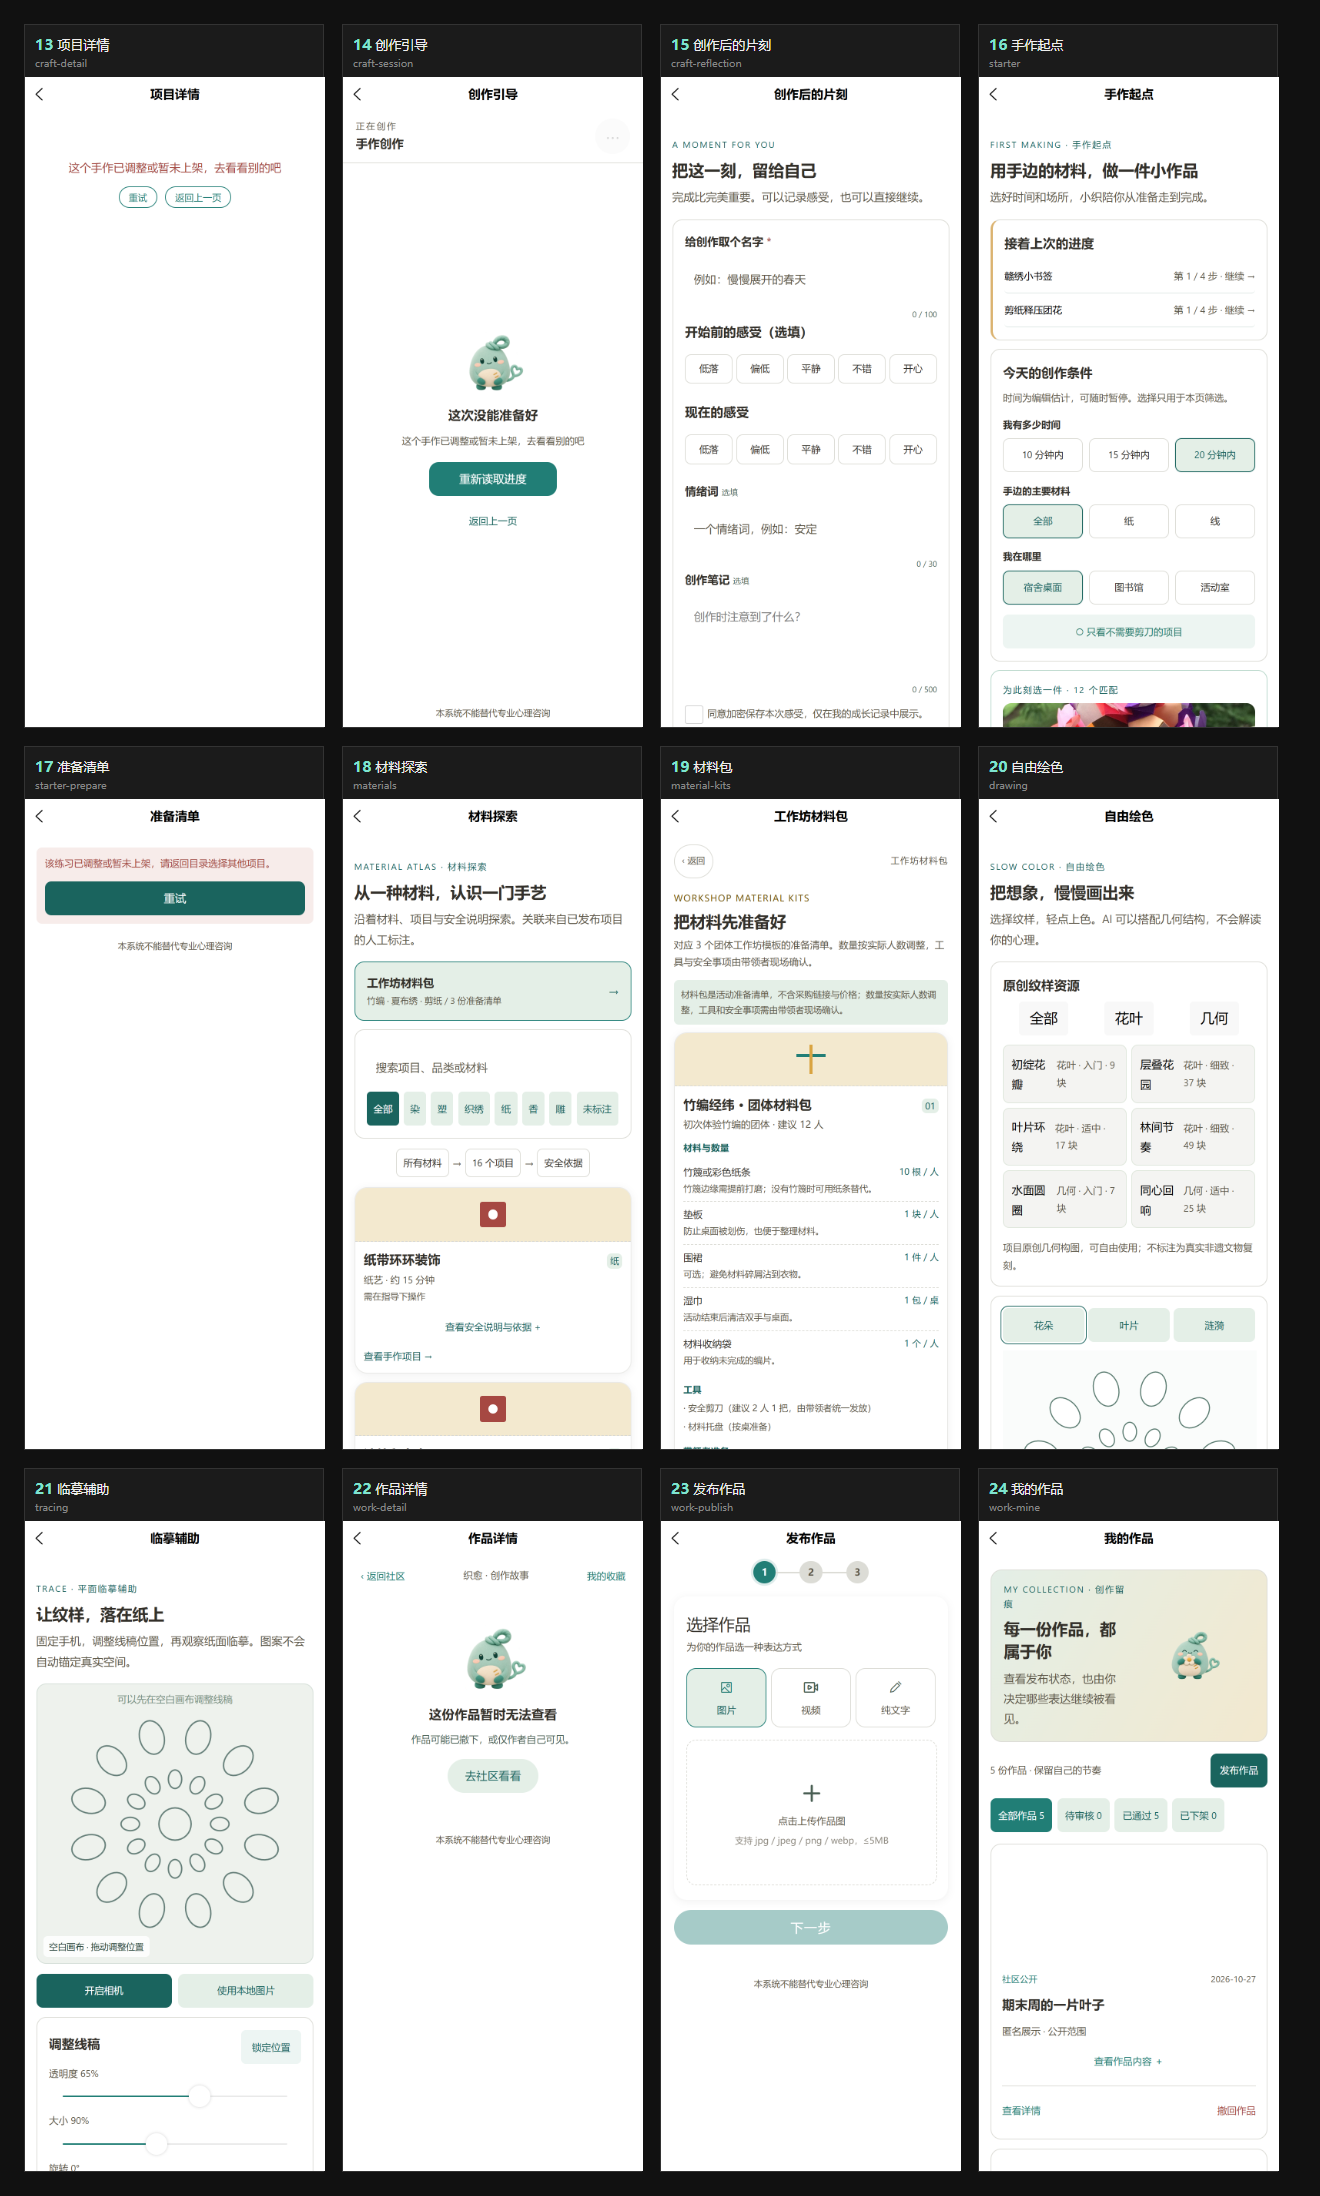 13 项目详情
craft-detail
项目详情
这个手作已调整或暂未上架，去看看别的吧
重试
返回上一页
14 创作引导
craft-session
创作引导
正在创作
手作创作
这次没能准备好
这个手作已调整或暂未上架，去看看别的吧
重新读取进度
返回上一页
本系统不能替代专业心理咨询
15 创作后的片刻
craft-reflection
创作后的片刻
A MOMENT FOR YOU
把这一刻，留给自己
完成比完美重要。可以记录感受，也可以直接继续。
给创作取个名字 *
例如：慢慢展开的春天
0 / 100
开始前的感受（选填）
低落 偏低 平静 不错 开心
现在的感受
低落 偏低 平静 不错 开心
情绪词 选填
一个情绪词，例如：安定
0 / 30
创作笔记 选填
创作时注意到了什么？
0 / 500
同意加密保存本次感受，仅在我的成长记录中展示。
16 手作起点
starter
手作起点
FIRST MAKING · 手作起点
用手边的材料，做一件小作品
选好时间和场所，小织陪你从准备走到完成。
接着上次的进度
赣绣小书签 第 1 / 4 步 · 继续 →
剪纸释压团花 第 1 / 4 步 · 继续 →
今天的创作条件
时间为编辑估计，可随时暂停。选择只用于本页筛选。
我有多少时间
10 分钟内 15 分钟内 20 分钟内
手边的主要材料
全部 纸 线
我在哪里
宿舍桌面 图书馆 活动室
○ 只看不需要剪刀的项目
为此刻选一件 · 12 个匹配
17 准备清单
starter-prepare
准备清单
该练习已调整或暂未上架，请返回目录选择其他项目。
重试
本系统不能替代专业心理咨询
18 材料探索
materials
材料探索
MATERIAL ATLAS · 材料探索
从一种材料，认识一门手艺
沿着材料、项目与安全说明探索。关联来自已发布项目
的人工标注。
工作坊材料包
竹编 · 夏布绣 · 剪纸 / 3 份准备清单
→
搜索项目、品类或材料
全部 染 塑 织绣 纸 香 雕 未标注
所有材料 → 16 个项目 → 安全依据
纸带环环装饰 纸
纸艺 · 约 15 分钟
需在指导下操作
查看安全说明与依据 +
查看手作项目 →
19 材料包
material-kits
工作坊材料包
‹ 返回 工作坊材料包
WORKSHOP MATERIAL KITS
把材料先准备好
对应 3 个团体工作坊模板的准备清单。数量按实际人数调整，工
具与安全事项由带领者现场确认。
材料包是活动准备清单，不含采购链接与价格；数量按实际人数调
整，工具和安全事项需由带领者现场确认。
竹编经纬 • 团体材料包 01
初次体验竹编的团体 · 建议 12 人
材料与数量
竹篾或彩色纸条 10 根 / 人
竹篾边缘需提前打磨；没有竹篾时可用纸条替代。
垫板 1 块 / 人
防止桌面被划伤，也便于整理材料。
围裙 1 件 / 人
可选；避免材料碎屑沾到衣物。
湿巾 1 包 / 桌
活动结束后清洁双手与桌面。
材料收纳袋 1 个 / 人
用于收纳未完成的编片。
工具
· 安全剪刀（建议 2 人 1 把，由带领者统一发放）
· 材料托盘（按桌准备）
20 自由绘色
drawing
自由绘色
SLOW COLOR · 自由绘色
把想象，慢慢画出来
选择纹样，轻点上色。AI 可以搭配几何结构，不会解读
你的心理。
原创纹样资源
全部 花叶 几何
初绽花瓣 花叶 · 入门 · 9 块
层叠花园 花叶 · 细致 · 37 块
叶片环绕 花叶 · 适中 · 17 块
林间节奏 花叶 · 细致 · 49 块
水面圆圈 几何 · 入门 · 7 块
同心回响 几何 · 适中 · 25 块
项目原创几何构图，可自由使用；不标注为真实非遗文物复
刻。
花朵 叶片 涟漪
21 临摹辅助
tracing
临摹辅助
TRACE · 平面临摹辅助
让纹样，落在纸上
固定手机，调整线稿位置，再观察纸面临摹。图案不会
自动锚定真实空间。
可以先在空白画布调整线稿
空白画布 · 拖动调整位置
开启相机 使用本地图片
调整线稿 锁定位置
透明度 65%
大小 90%
旋转 0°
22 作品详情
work-detail
作品详情
‹ 返回社区 织愈 · 创作故事 我的收藏
这份作品暂时无法查看
作品可能已撤下，或仅作者自己可见。
去社区看看
本系统不能替代专业心理咨询
23 发布作品
work-publish
发布作品
1 2 3
选择作品
为你的作品选一种表达方式
图片 视频 纯文字
点击上传作品图
支持 jpg / jpeg / png / webp，≤5MB
下一步
本系统不能替代专业心理咨询
24 我的作品
work-mine
我的作品
MY COLLECTION · 创作留
痕
每一份作品，都
属于你
查看发布状态，也由你
决定哪些表达继续被看
见。
5 份作品 · 保留自己的节奏 发布作品
全部作品 5 待审核 0 已通过 5 已下架 0
社区公开 2026-10-27
期末周的一片叶子
匿名展示 · 公开范围
查看作品内容 +
查看详情 撤回作品